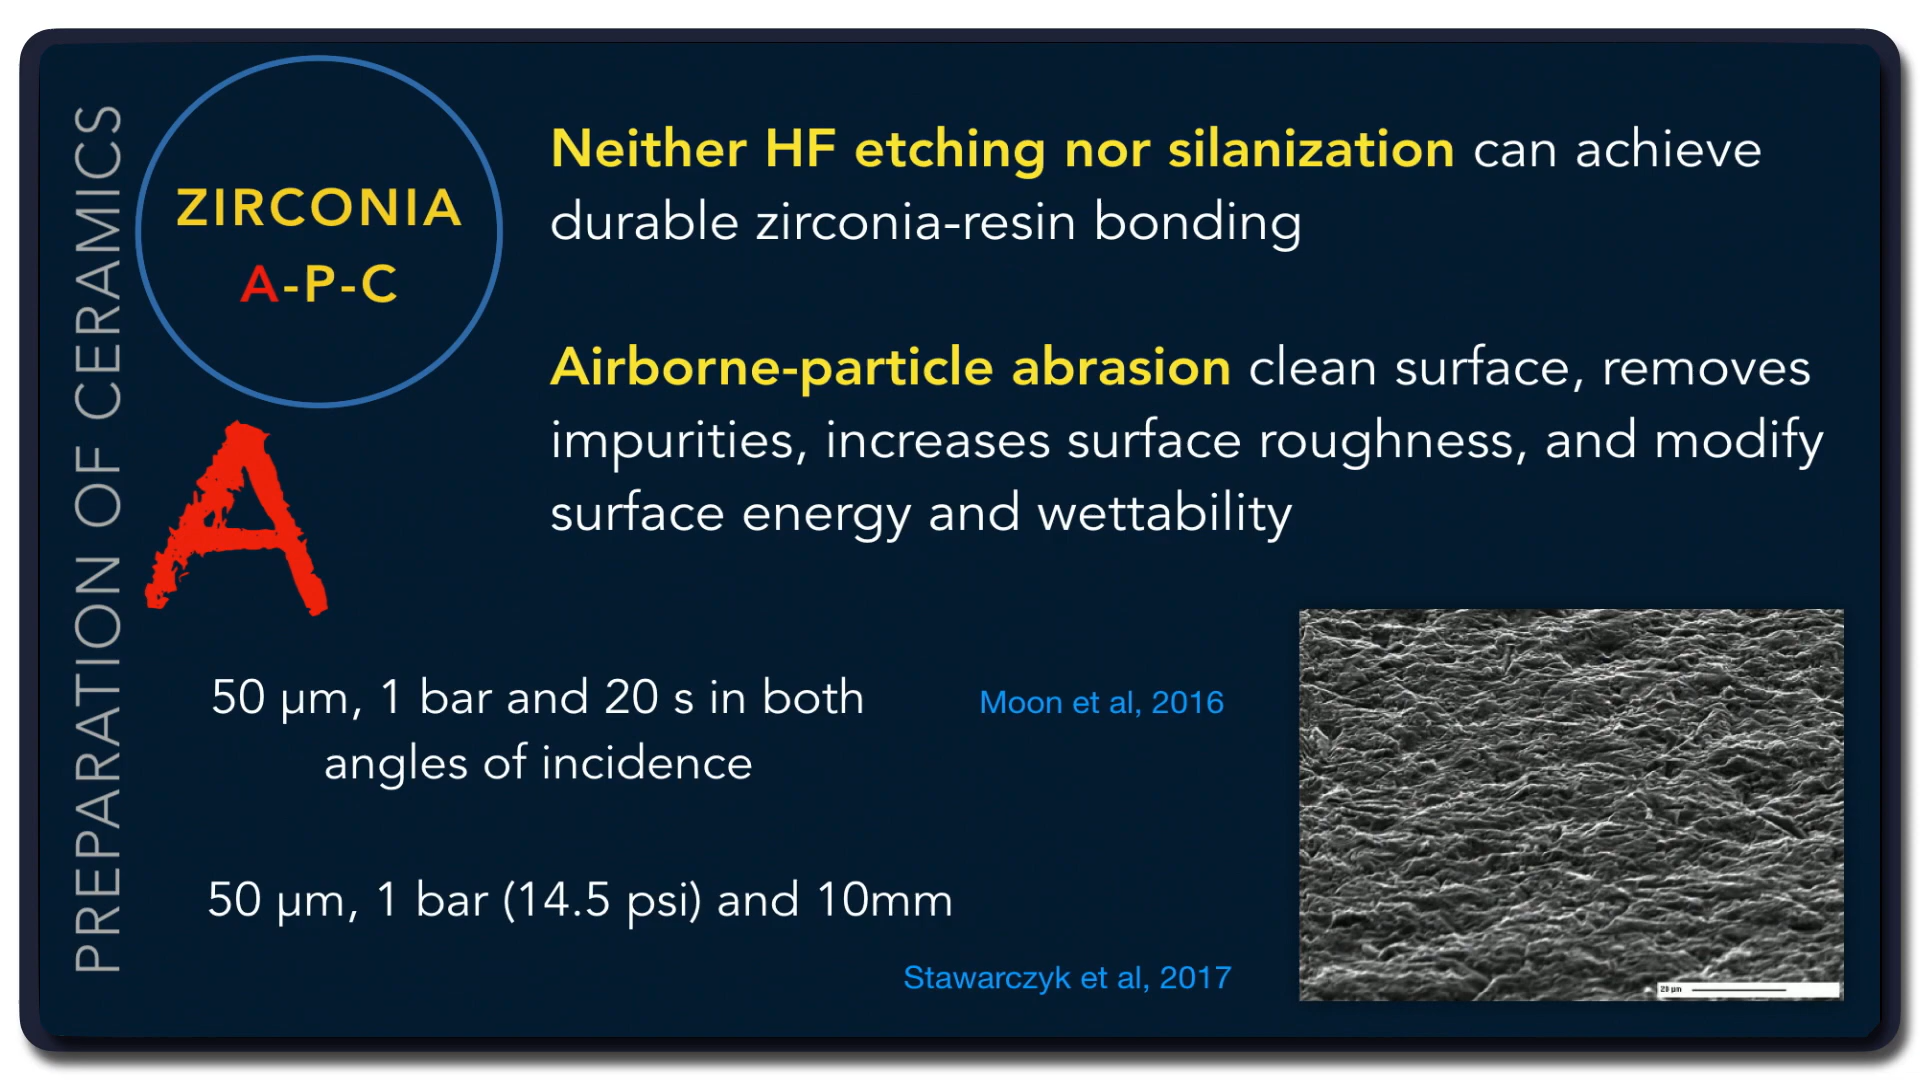 PREPARATION OF CERAMICS
ZIRCONIA
A-P-C
A
Neither HF etching nor silanization can achieve
durable zirconia-resin bonding
Airborne-particle abrasion clean surface, removes
impurities, increases surface roughness, and modify
surface energy and wettability
50 µm, 1 bar and 20 s in both
angles of incidence
Moon et al, 2016
50 µm, 1 bar (14.5 psi) and 10mm
Stawarczyk et al, 2017
20 µm